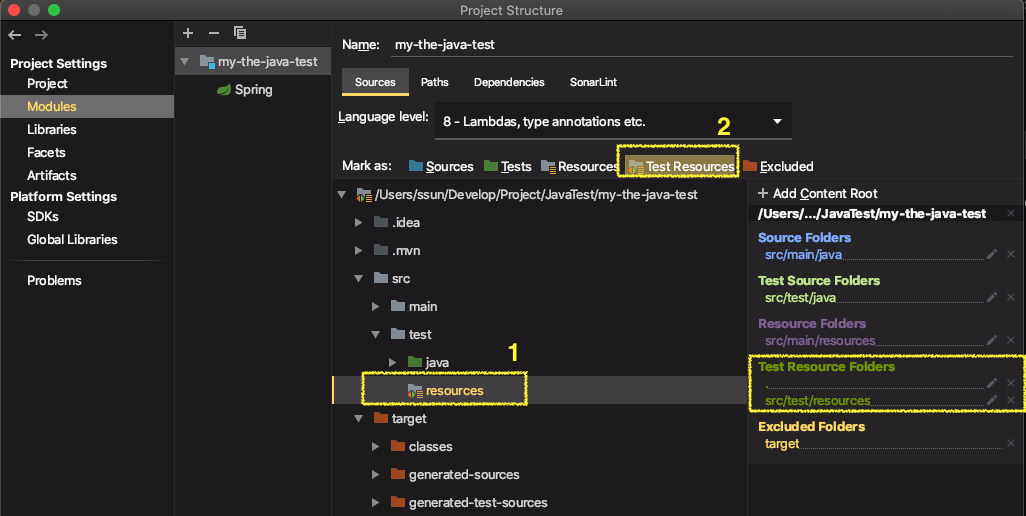 Project Structure
Project Settings
Project
Modules
Libraries
Facets
Artifacts
Platform Settings
SDKs
Global Libraries
Problems
my-the-java-test
Spring
Name: my-the-java-test
Sources Paths Dependencies SonarLint
Language level: 8 - Lambdas, type annotations etc.
2
Mark as: Sources Tests Resources Test Resources Excluded
/Users/ssun/Develop/Project/JavaTest/my-the-java-test
.idea
.mvn
src
main
test
java
1
resources
target
classes
generated-sources
generated-test-sources
+ Add Content Root
/Users/.../JavaTest/my-the-java-test
Source Folders
src/main/java
Test Source Folders
src/test/java
Resource Folders
src/main/resources
Test Resource Folders
.
src/test/resources
Excluded Folders
target